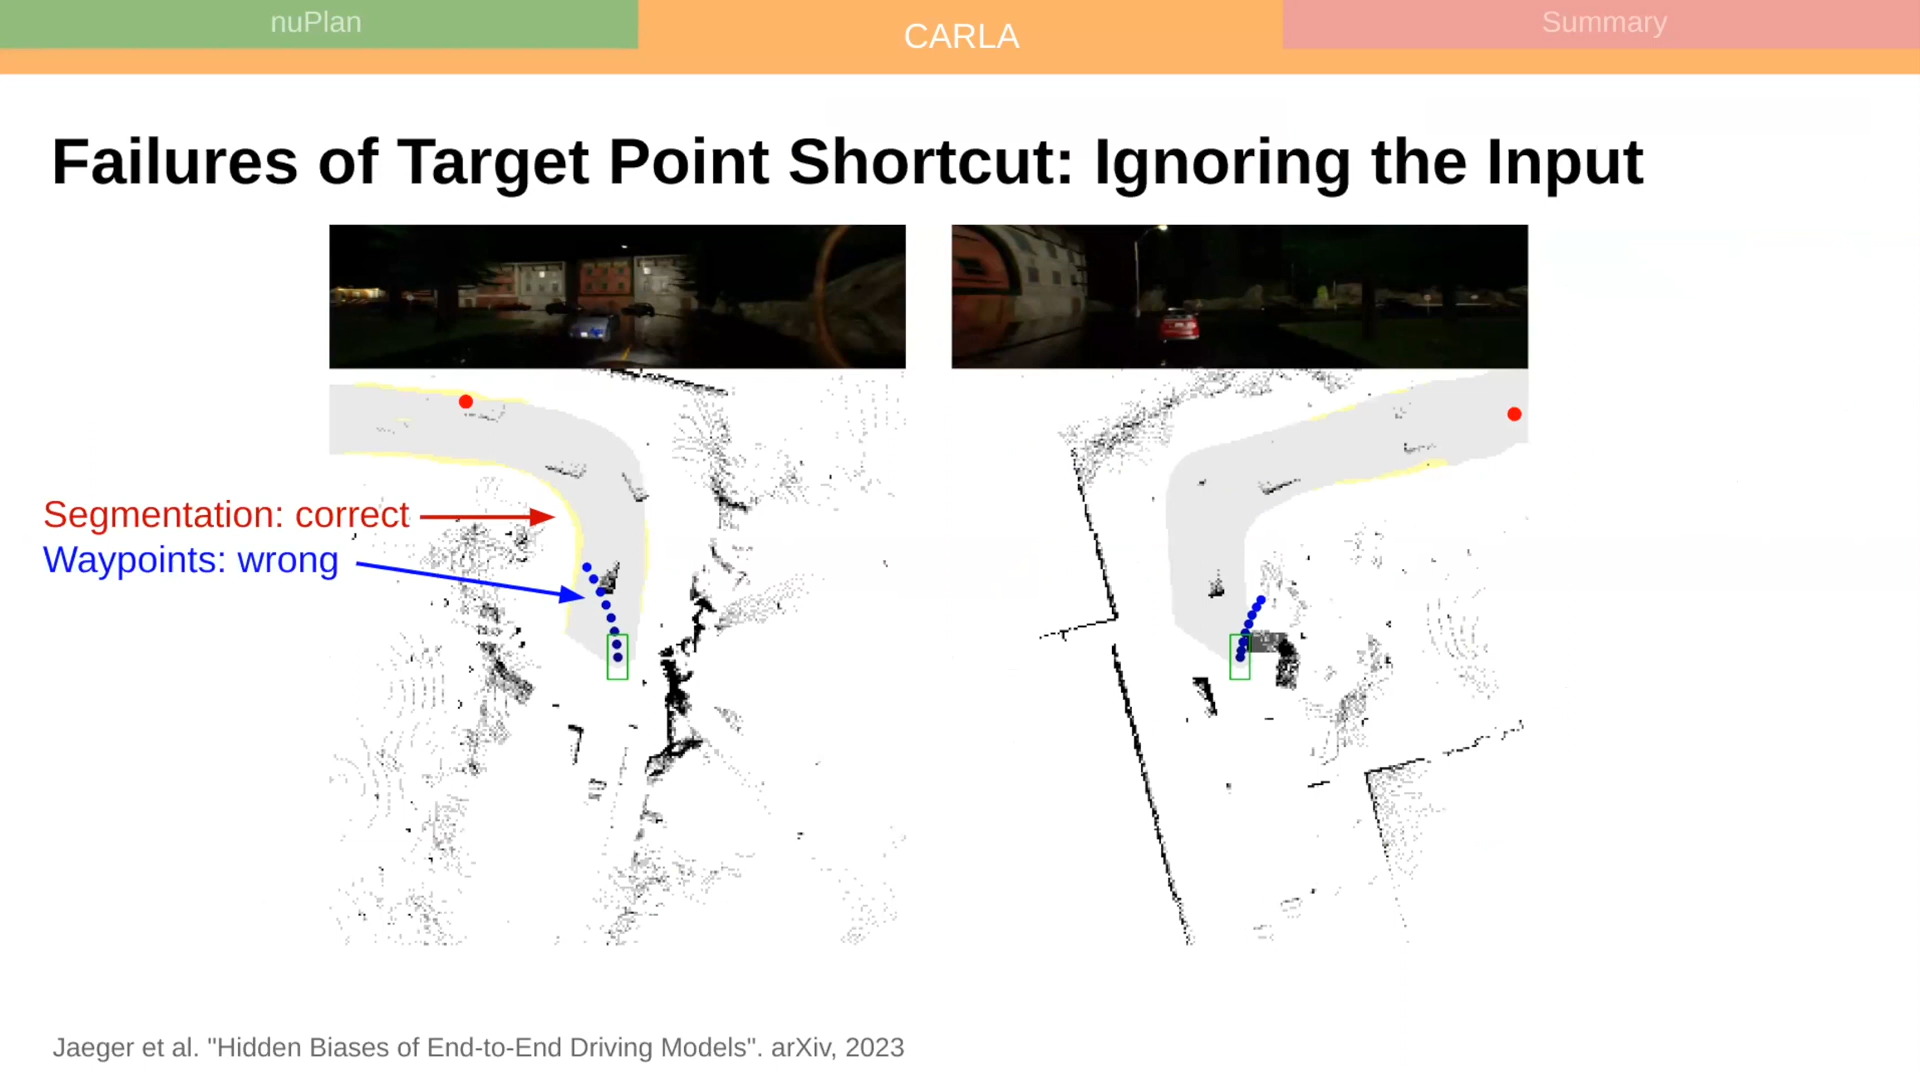 nuPlan
CARLA
Summary
Failures of Target Point Shortcut: Ignoring the Input
Segmentation: correct
Waypoints: wrong
Jaeger et al. "Hidden Biases of End-to-End Driving Models". arXiv, 2023